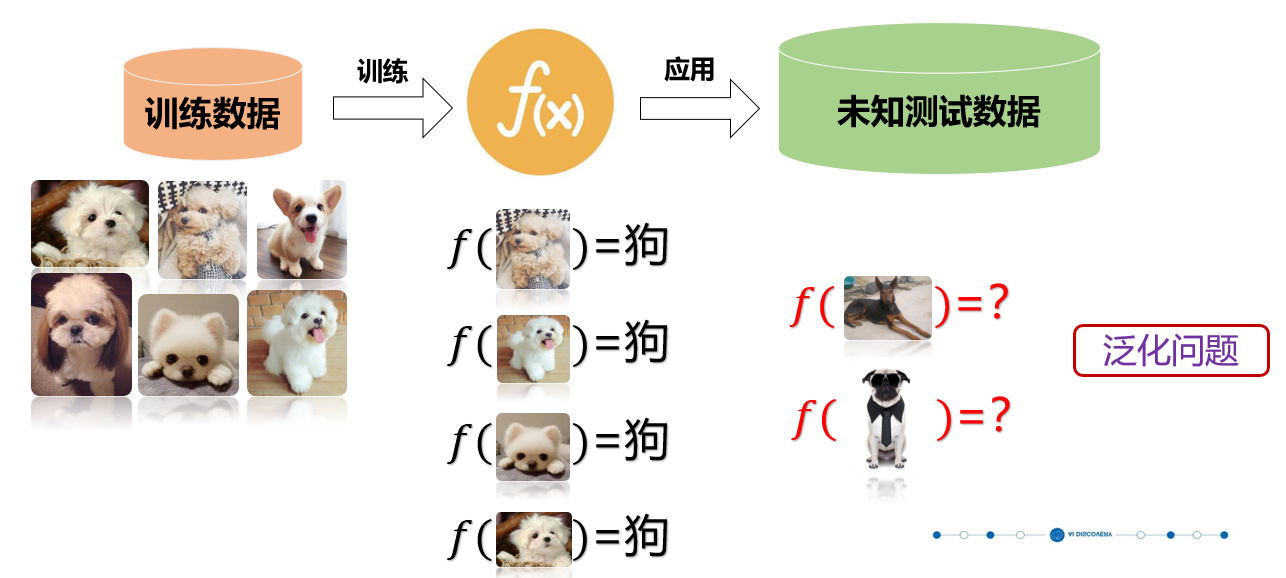 训练数据
训练
f(x)
应用
未知测试数据
f( )=狗
f( )=狗
f( )=狗
f( )=狗
f( )=?
f( )=?
泛化问题